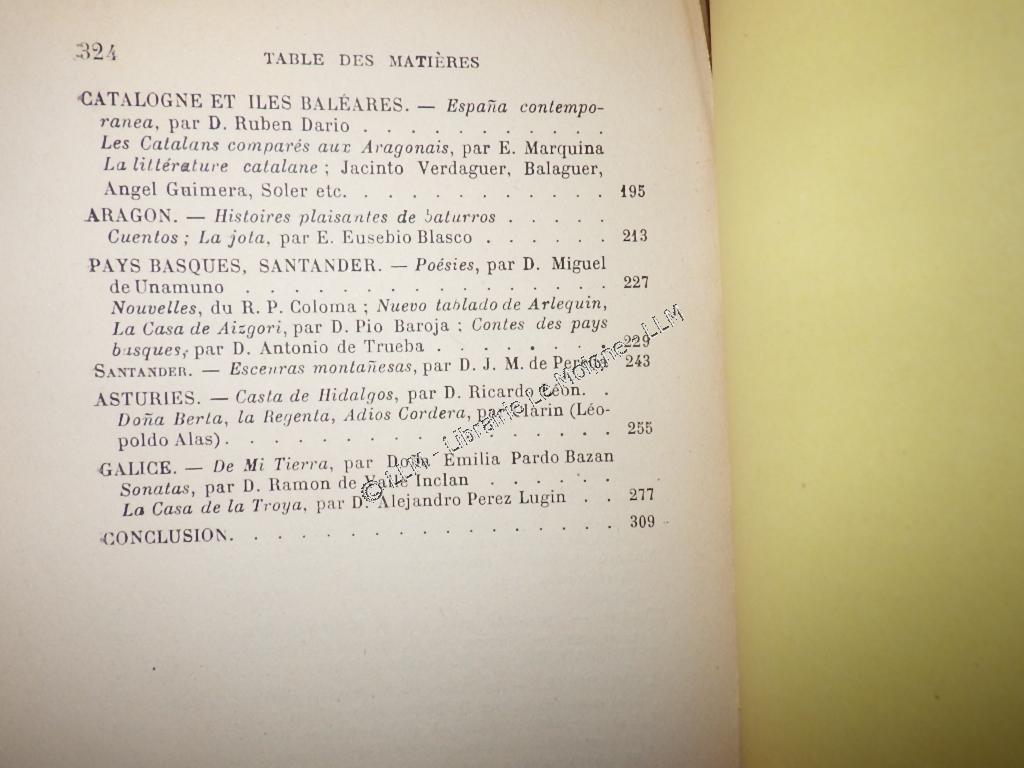 324
TABLE DES MATIÈRES
CATALOGNE ET ILES BALÉARES. — España contempo-
ranea, par D. Ruben Dario . . . . . . . . . . .
Les Catalans comparés aux Aragonais, par E. Marquina
La littérature catalane ; Jacinto Verdaguer, Balaguer,
Angel Guimera, Soler etc. . . . . . . . . . . . 195
ARAGON. — Histoires plaisantes de baturros . . . . .
Cuentos ; La jota, par E. Eusebio Blasco . . . . . . 213
PAYS BASQUES, SANTANDER. — Poésies, par D. Miguel
de Unamuno . . . . . . . . . . . . . . . . 227
Nouvelles, du R. P. Coloma ; Nuevo tablado de Arlequin,
La Casa de Aizgori, par D. Pio Baroja ; Contes des pays
basques, par D. Antonio de Trueba . . . . . . . . 229
SANTANDER. — Escenras montañesas, par D. J. M. de Pereda 243
ASTURIES. — Casta de Hidalgos, par D. Ricardo Léon. .
Doña Berta, la Regenta, Adios Cordera, par Clarin (Léo-
poldo Alas) . . . . . . . . . . . . . . . . . 255
GALICE. — De Mi Tierra, par Doña Emilia Pardo Bazan
Sonatas, par D. Ramon de Valle Inclan . . . . . .
La Casa de la Troya, par D. Alejandro Perez Lugin . . 277
CONCLUSION. . . . . . . . . . . . . . . . . . 309
© LLM - Librairie Le Moigne - LLM